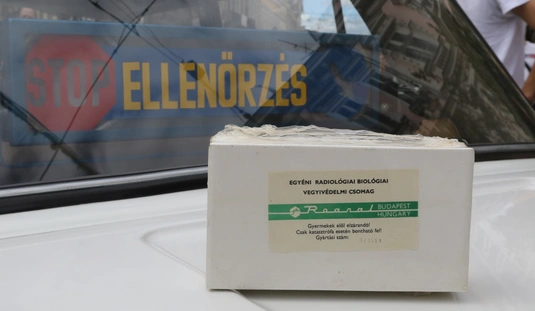 STOP ELLENŐRZÉS
EGYÉNI RADIOLÓGIAI BIOLÓGIAI
VEGYIVÉDELMI CSOMAG
Reanal BUDAPEST
HUNGARY
Gyermekek elől elzárandó!
Csak katasztrófa esetén bontható fel!
Gyártási szám: